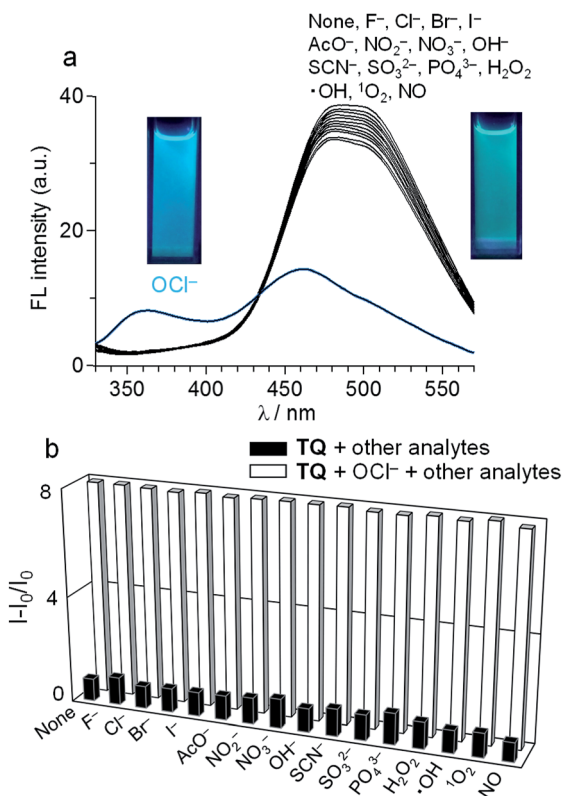 None, F⁻, Cl⁻, Br⁻, I⁻
AcO⁻, NO₂⁻, NO₃⁻, OH⁻
SCN⁻, SO₃²⁻, PO₄³⁻, H₂O₂
·OH, ¹O₂, NO
a
40
20
0
FL intensity (a.u.)
OCl⁻
350 400 450 500 550
λ / nm
b
TQ + other analytes
TQ + OCl⁻ + other analytes
8
4
0
I-I₀/I₀
None F⁻ Cl⁻ Br⁻ I⁻ AcO⁻ NO₂⁻ NO₃⁻ OH⁻ SCN⁻ SO₃²⁻ PO₄³⁻ H₂O₂ ·OH ¹O₂ NO